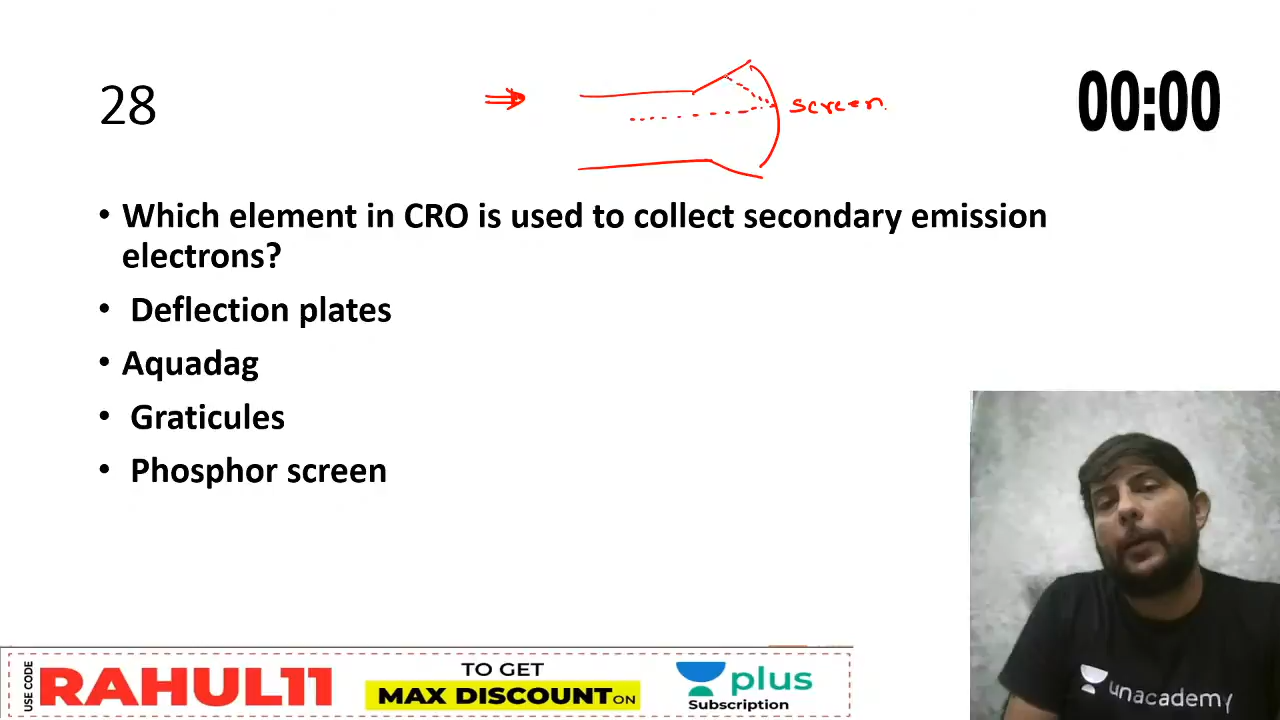 28
⇒
screen
00:00
• Which element in CRO is used to collect secondary emission
electrons?
• Deflection plates
• Aquadag
• Graticules
• Phosphor screen
USE CODE
RAHUL11
TO GET
MAX DISCOUNT ON
plus
Subscription
unacademy